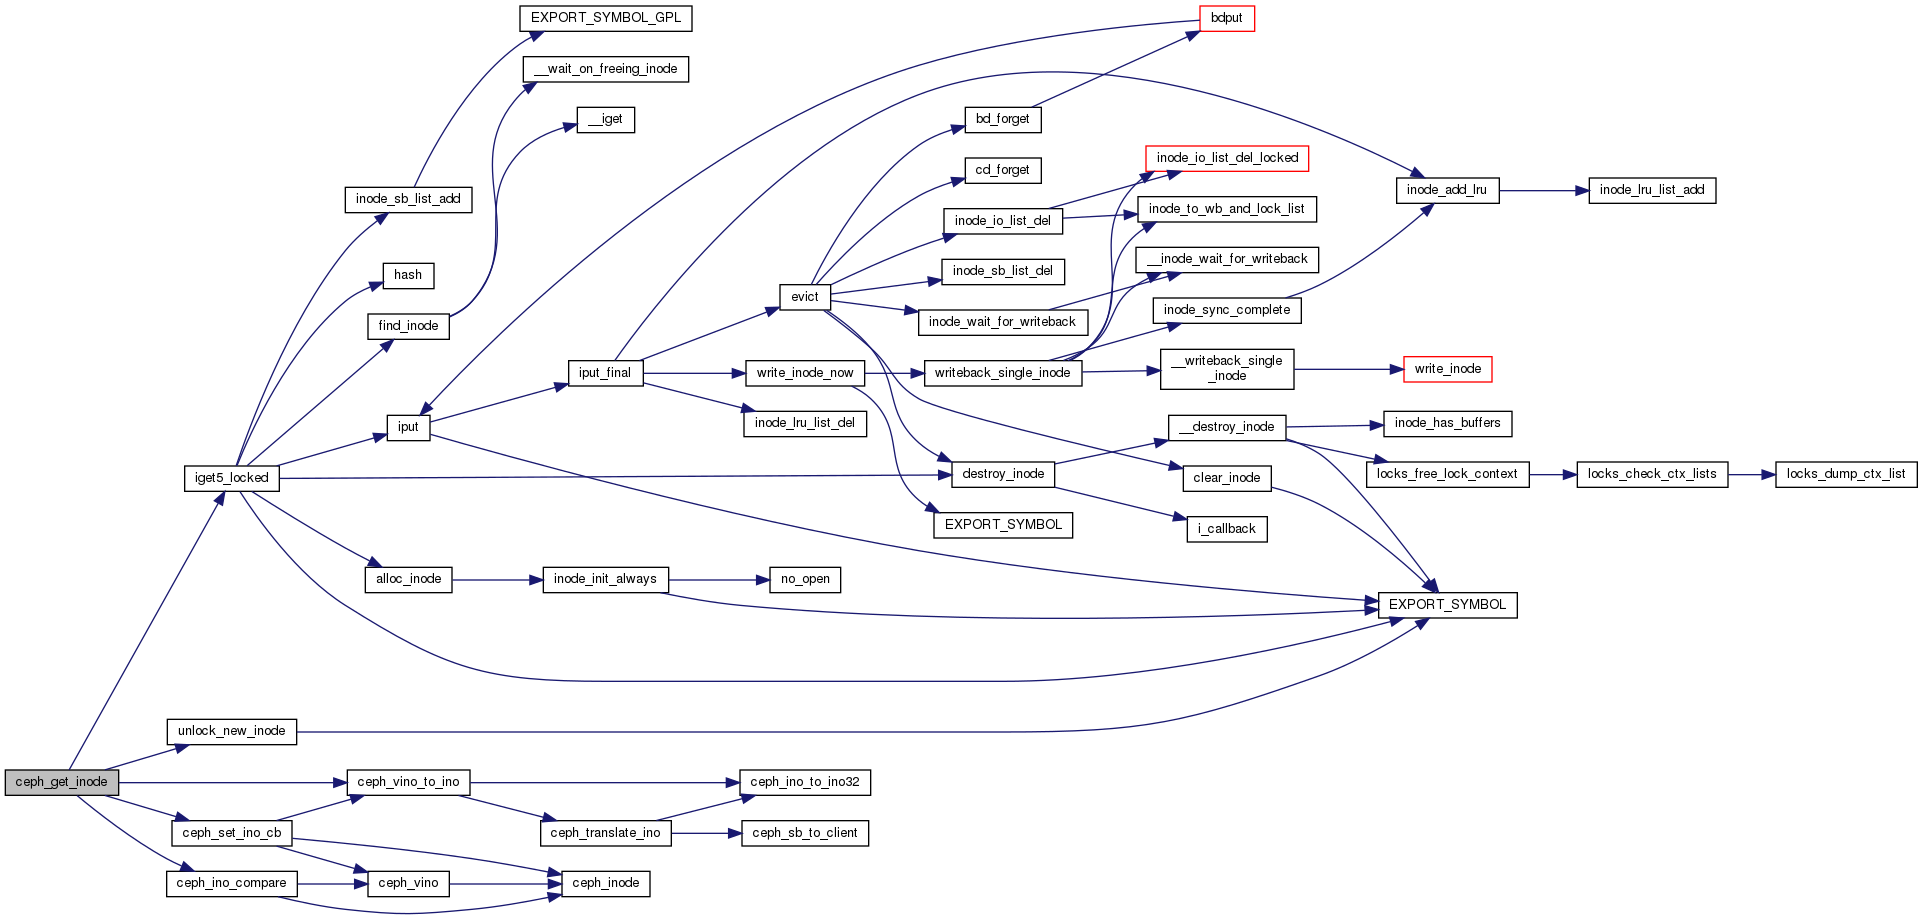 EXPORT_SYMBOL_GPL
bdput
__wait_on_freeing_inode
__iget
bd_forget
inode_io_list_del_locked
cd_forget
inode_add_lru
inode_lru_list_add
inode_sb_list_add
inode_to_wb_and_lock_list
inode_io_list_del
__inode_wait_for_writeback
hash
inode_sb_list_del
evict
inode_sync_complete
find_inode
inode_wait_for_writeback
__writeback_single
_inode
write_inode
iput_final
write_inode_now
writeback_single_inode
iput
inode_lru_list_del
__destroy_inode
inode_has_buffers
iget5_locked
destroy_inode
clear_inode
locks_free_lock_context
locks_check_ctx_lists
locks_dump_ctx_list
EXPORT_SYMBOL
i_callback
alloc_inode
inode_init_always
no_open
EXPORT_SYMBOL
unlock_new_inode
ceph_get_inode
ceph_vino_to_ino
ceph_ino_to_ino32
ceph_set_ino_cb
ceph_translate_ino
ceph_sb_to_client
ceph_ino_compare
ceph_vino
ceph_inode